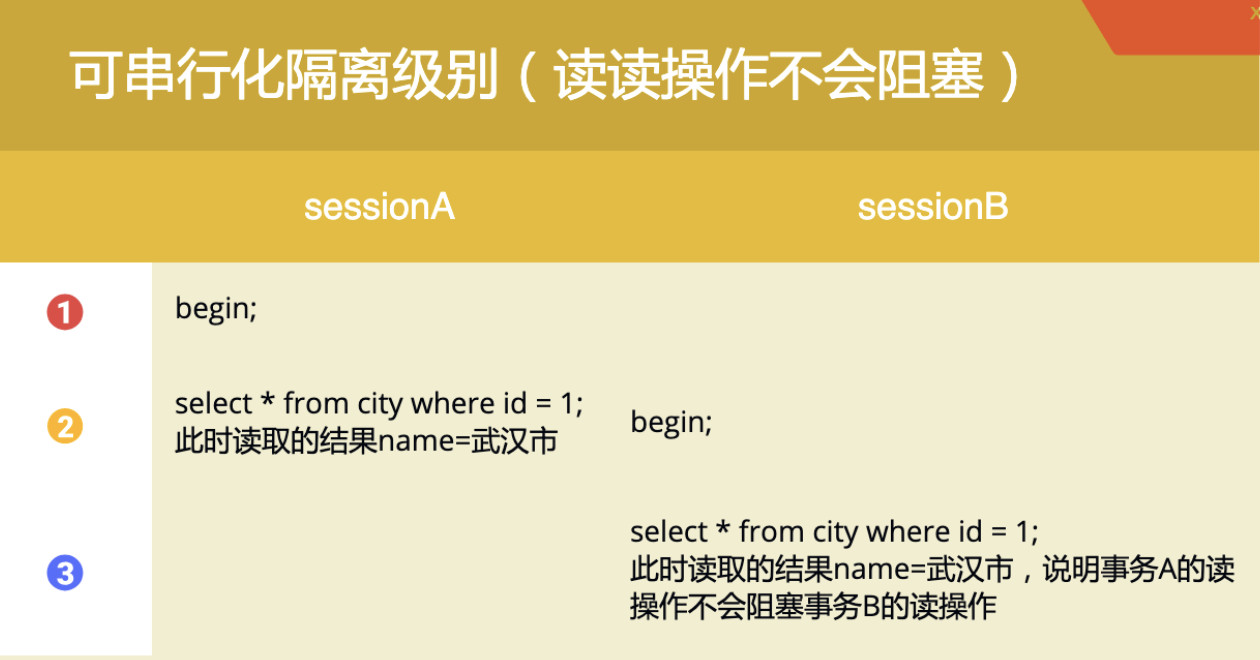 可串行化隔离级别（读读操作不会阻塞）
sessionA
sessionB
1
begin;
2
select * from city where id = 1;
此时读取的结果name=武汉市
begin;
3
select * from city where id = 1;
此时读取的结果name=武汉市，说明事务A的读
操作不会阻塞事务B的读操作